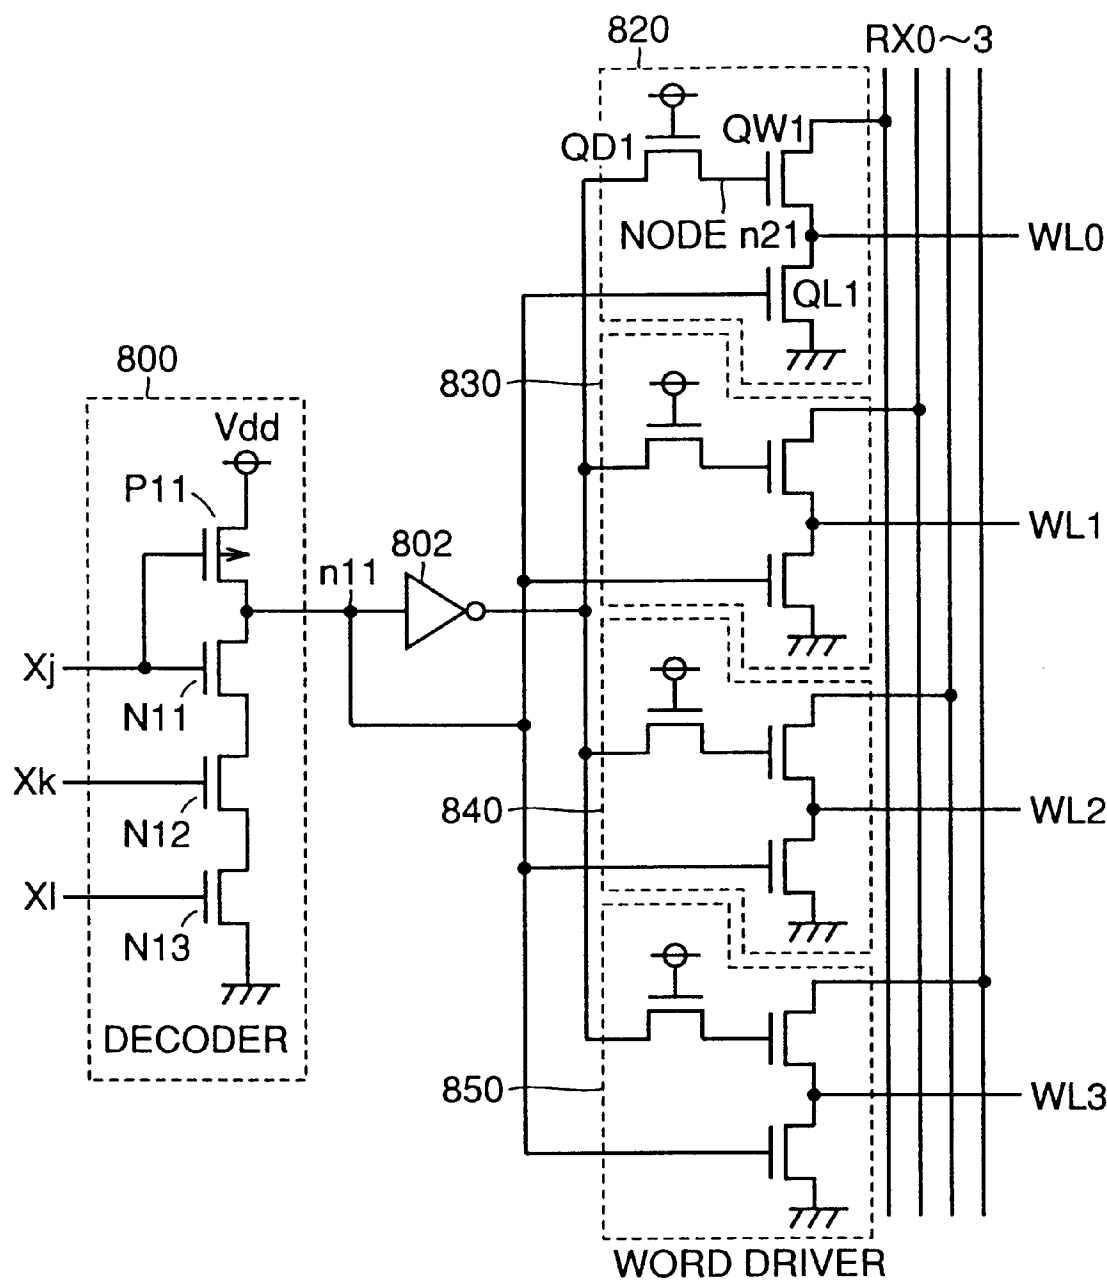 820
RX0~3
QD1
QW1
NODE n21
WL0
QL1
800
830
Vdd
P11
802
n11
WL1
Xj
N11
Xk
N12
840
WL2
Xl
N13
DECODER
850
WL3
WORD DRIVER